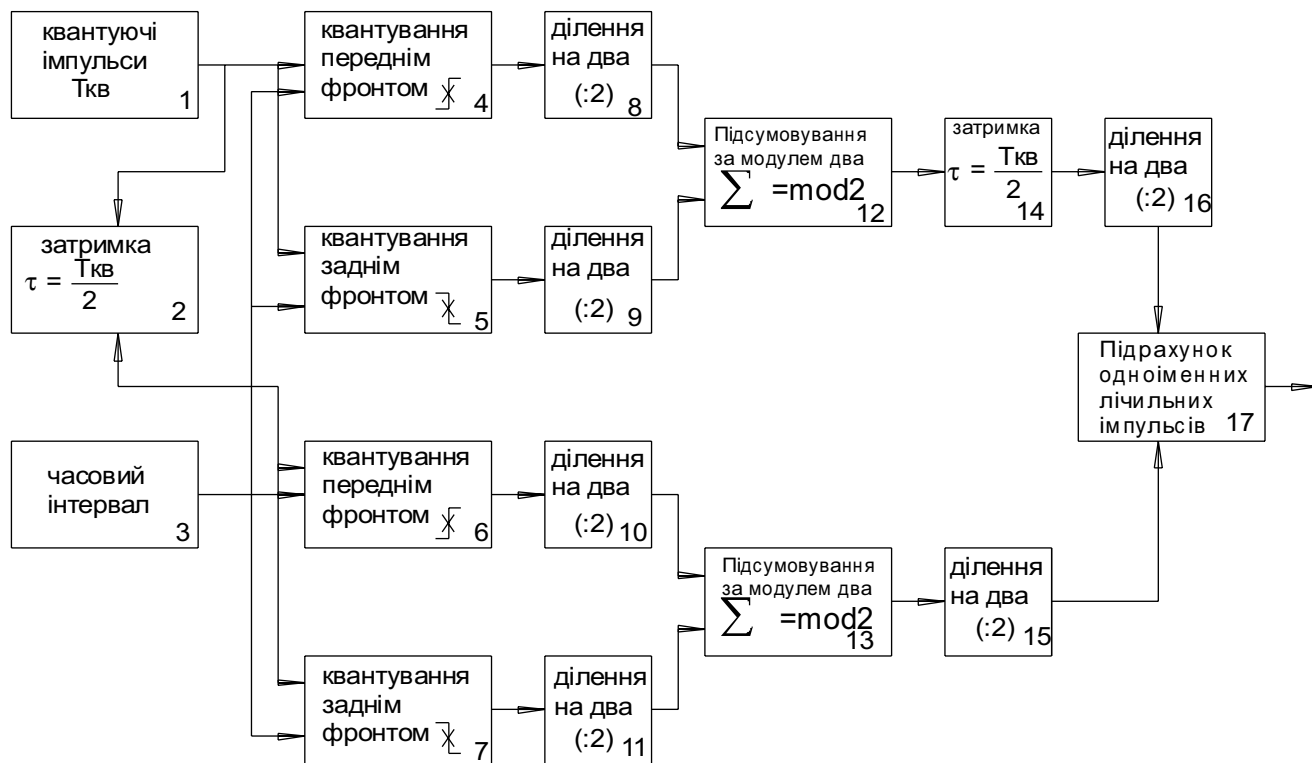 квантуючі
імпульси
Ткв
1
квантування
переднім
фронтом
4
ділення
на два
(:2)
8
затримка
τ = Ткв
2
2
квантування
заднім
фронтом
5
ділення
на два
(:2)
9
Підсумовування
за модулем два
∑ =mod2
12
затримка
τ = Ткв
2
14
ділення
на два
(:2)
16
Підрахунок
одноіменних
лічильних
імпульсів
17
часовий
інтервал
3
квантування
переднім
фронтом
6
ділення
на два
(:2)
10
Підсумовування
за модулем два
∑ =mod2
13
ділення
на два
(:2)
15
квантування
заднім
фронтом
7
ділення
на два
(:2)
11